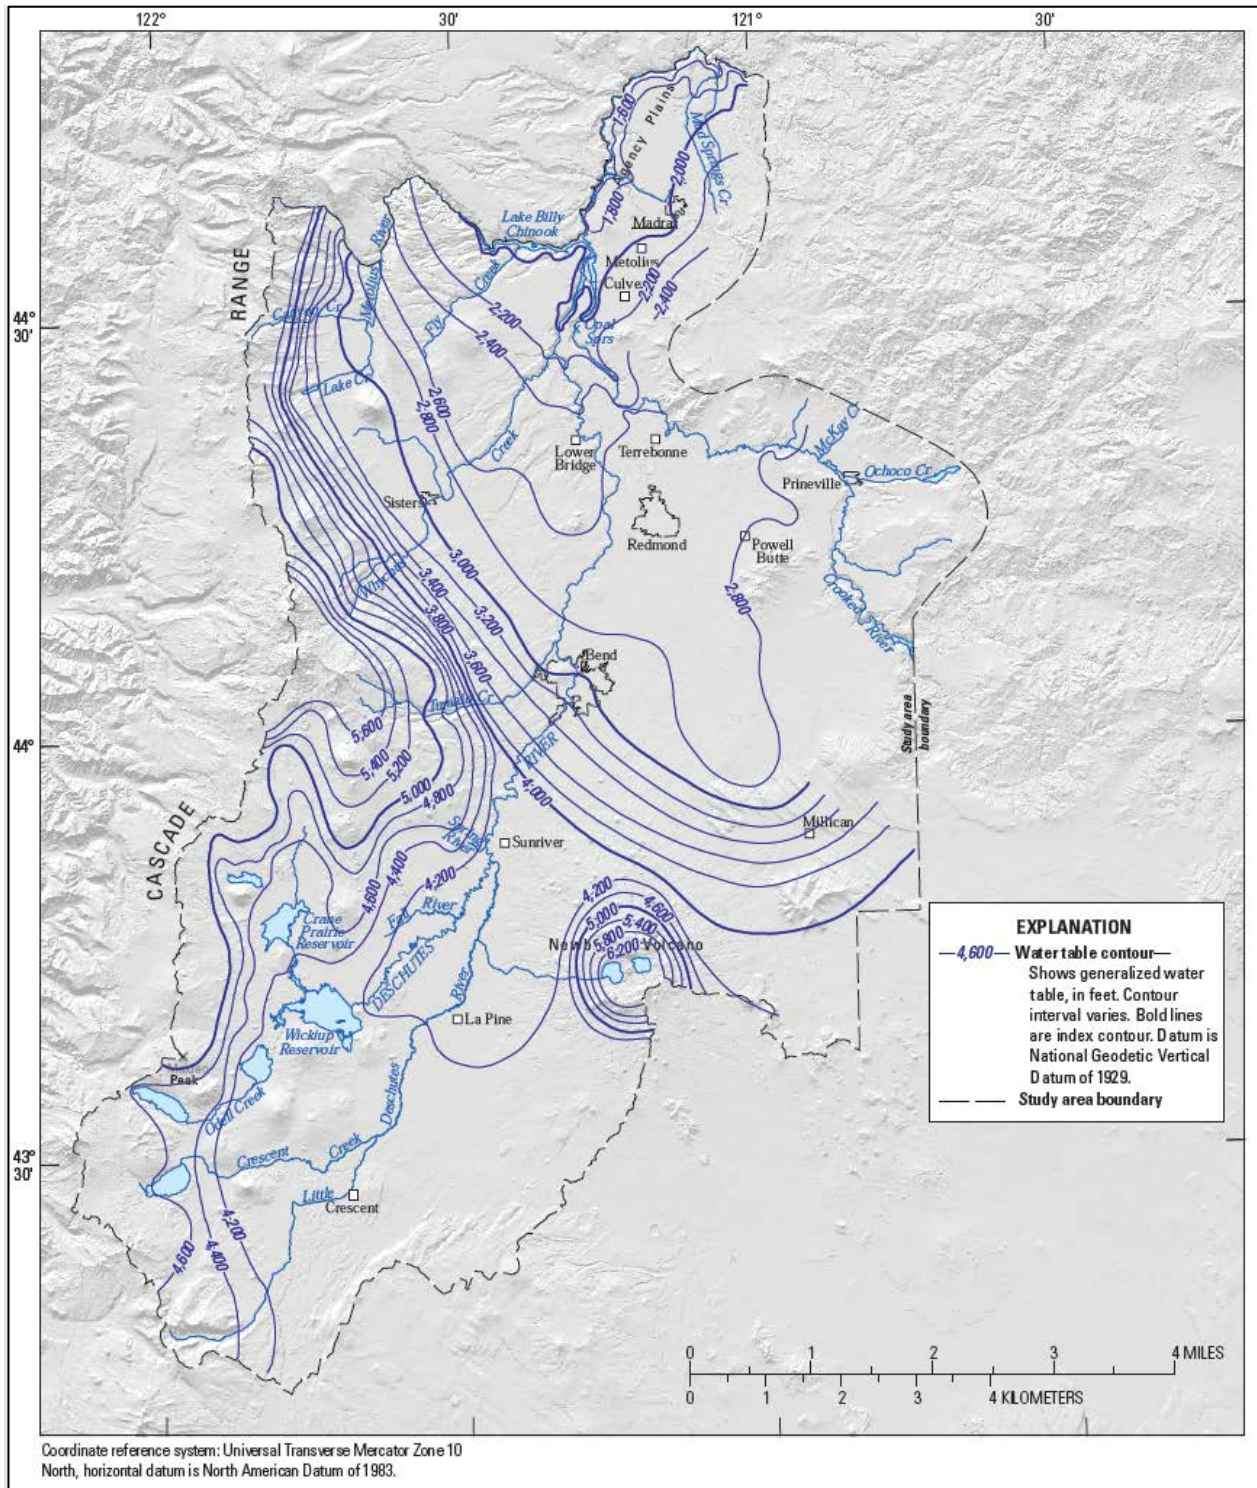 122°
30'
121°
30'
1,600
Agency Plains
Mud Springs Cr
2,000
1,800
Madras
Metolius
River
Lake Billy
Chinook
Metolius
Culver
2,200
2,400
RANGE
44°
30'
Fly
Creek
2,200
2,400
Opal
Sprs
Lake Cr
2,600
2,800
Creek
Lower
Bridge
Terrebonne
McKay Cr
Ochoco Cr
Prineville
Sisters
Redmond
Powell
Butte
3,000
Whychus
3,400
3,800
3,200
3,600
2,800
Crooked
River
Bend
Tumalo Cr
Study area
boundary
44°
5,600
5,400
5,200
5,000
4,800
RIVER
4,000
CASCADE
Spring
River
Sunriver
Millican
4,400
4,600
4,200
Fall River
4,200
4,600
5,000
5,400
5,800
6,200
Crane
Prairie
Reservoir
Newb Volcano
DESCHUTES
River
La Pine
Wickiup
Reservoir
Peak
Odell Creek
Deschutes
43°
30'
Crescent
Creek
Little
Crescent
4,200
4,400
4,600
EXPLANATION
4,600 Water table contour—
Shows generalized water
table, in feet. Contour
interval varies. Bold lines
are index contour. Datum is
National Geodetic Vertical
Datum of 1929.
Study area boundary
0 1 2 3 4 MILES
0 1 2 3 4 KILOMETERS
Coordinate reference system: Universal Transverse Mercator Zone 10
North, horizontal datum is North American Datum of 1983.